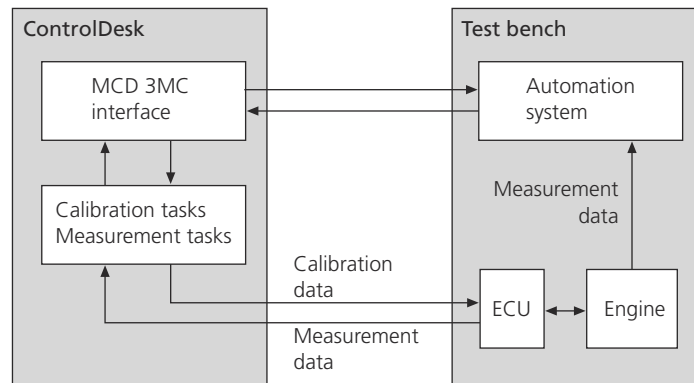 ControlDesk
MCD 3MC
interface
Calibration tasks
Measurement tasks
Calibration
data
Measurement
data
Test bench
Automation
system
Measurement
data
ECU
Engine